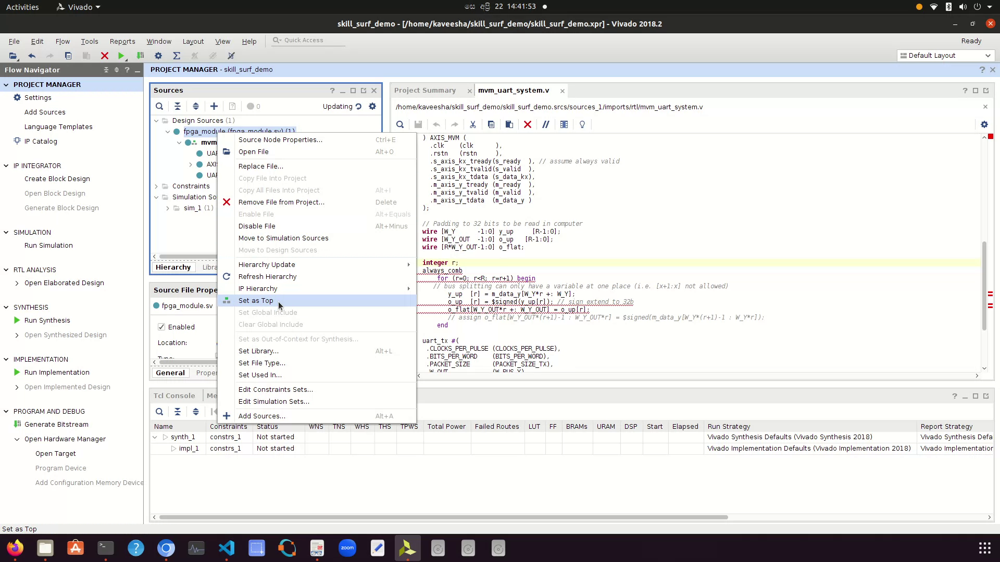 Activities
Vivado
සෙ අප්‍රි 22 14:41:53
skill_surf_demo - [/home/kaveesha/skill_surf_demo/skill_surf_demo.xpr] - Vivado 2018.2
File Edit Flow Tools Reports Window Layout View Help
Quick Access
Ready
Default Layout
Flow Navigator
PROJECT MANAGER
Settings
Add Sources
Language Templates
IP Catalog
IP INTEGRATOR
Create Block Design
Open Block Design
Generate Block Design
SIMULATION
Run Simulation
RTL ANALYSIS
Open Elaborated Design
SYNTHESIS
Run Synthesis
Open Synthesized Design
IMPLEMENTATION
Run Implementation
Open Implemented Design
PROGRAM AND DEBUG
Generate Bitstream
Open Hardware Manager
Open Target
Program Device
Add Configuration Memory Device
PROJECT MANAGER - skill_surf_demo
Sources
0
Updating
Design Sources (1)
fpga_module (fpga_module.sv) (1)
mvm
UAR
AXI
UAR
Constraints
Simulation So
sim_1 (1)
Hierarchy Libra
Source File Prope
fpga_module.sv
Enabled
Location:
Type:
General Proper
Source Node Properties... Ctrl+E
Open File Alt+O
Replace File...
Copy File Into Project
Copy All Files Into Project Alt+I
Remove File from Project... Delete
Enable File Alt+Equals
Disable File Alt+Minus
Move to Simulation Sources
Move to Design Sources
Hierarchy Update
Refresh Hierarchy
IP Hierarchy
Set as Top
Set Global Include
Clear Global Include
Set as Out-of-Context for Synthesis...
Set Library... Alt+L
Set File Type...
Set Used In...
Edit Constraints Sets...
Edit Simulation Sets...
Add Sources... Alt+A
Project Summary
mvm_uart_system.v
/home/kaveesha/skill_surf_demo/skill_surf_demo.srcs/sources_1/imports/rtl/mvm_uart_system.v
) AXIS_MVM (
.clk (clk ),
.rstn (rstn ),
.s_axis_kx_tready(s_ready ), // assume always valid
.s_axis_kx_tvalid(s_valid ),
.s_axis_kx_tdata (s_data_kx),
.m_axis_y_tready (m_ready ),
.m_axis_y_tvalid (m_valid ),
.m_axis_y_tdata (m_data_y )
);
// Padding to 32 bits to be read in computer
wire [W_Y -1:0] y_up [R-1:0];
wire [W_Y_OUT -1:0] o_up [R-1:0];
wire [R*W_Y_OUT-1:0] o_flat;
integer r;
always_comb
for (r=0; r<R; r=r+1) begin
// bus splitting can only have a variable at one place (i.e. [x+1:x] not allowed)
y_up [r] = m_data_y[W_Y*r +: W_Y];
o_up [r] = $signed(y_up[r]); // sign extend to 32b
o_flat[W_Y_OUT*r +: W_Y_OUT] = o_up[r];
// assign o_flat[W_Y_OUT*(r+1)-1 : W_Y_OUT*r] = $signed(m_data_y[W_Y*(r+1)-1 : W_Y*r]);
end
uart_tx #(
.CLOCKS_PER_PULSE (CLOCKS_PER_PULSE),
.BITS_PER_WORD (BITS_PER_WORD),
.PACKET_SIZE (PACKET_SIZE_TX),
.W_OUT (W_BUS_Y),
Tcl Console Me
Name Constraints Status WNS TNS WHS THS TPWS Total Power Failed Routes LUT FF BRAMs URAM DSP Start Elapsed Run Strategy Report Strategy
synth_1 constrs_1 Not started Vivado Synthesis Defaults (Vivado Synthesis 2018) Vivado Synthesis Defa
impl_1 constrs_1 Not started Vivado Implementation Defaults (Vivado Implementation 2018) Vivado Implementation
Set as Top
zoom